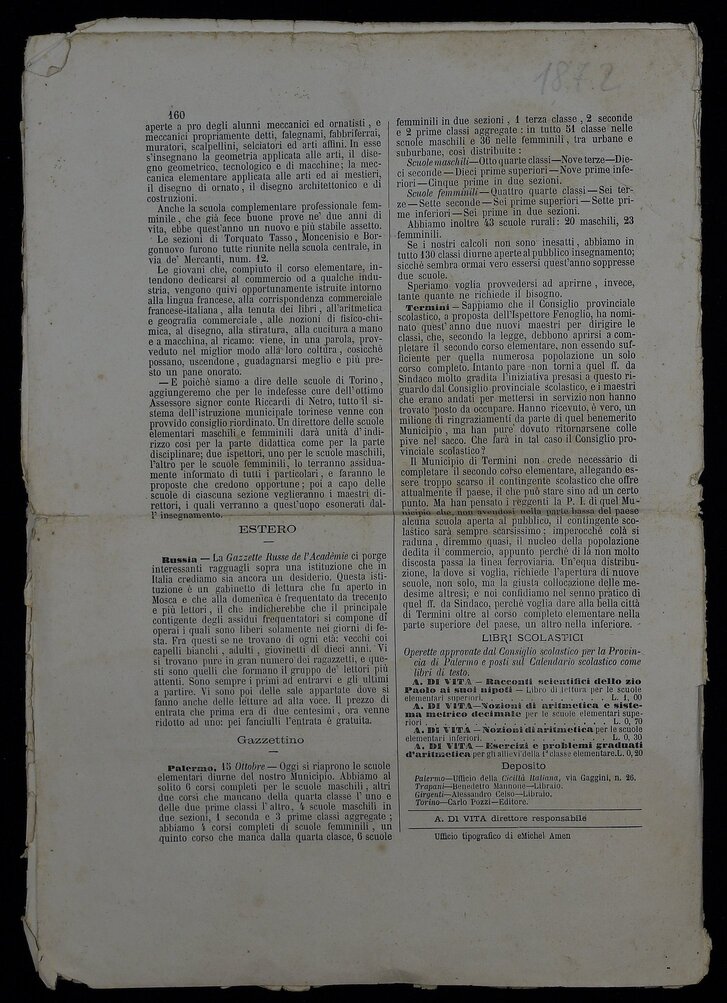 1872
160
aperte a pro degli alunni meccanici ed ornatisti, e
meccanici propriamente detti, falegnami, fabbriferrai,
muratori, scalpellini, selciatori ed arti affini. In esse
s'insegnano la geometria applicata alle arti, il dise-
gno geometrico, tecnologico e di macchine; la mec-
canica elementare applicata alle arti ed ai mestieri,
il disegno di ornato, il disegno architettonico e di
costruzioni.
Anche la scuola complementare professionale fem-
minile, che già fece buone prove ne' due anni di
vita, ebbe quest'anno un nuovo e più stabile assetto.
Le sezioni di Torquato Tasso, Moncenisio e Bor-
gonuovo furono tutte riunite nella scuola centrale, in
via de' Mercanti, num. 12.
Le giovani che, compiuto il corso elementare, in-
tendono dedicarsi al commercio od a qualche indu-
stria, vengono quivi opportunamente istruite intorno
alla lingua francese, alla corrispondenza commerciale
francese-italiana, alla tenuta dei libri, all'aritmetica
e geografia commerciale, alle nozioni di fisico-chi-
mica, al disegno, alla stiratura, alla cucitura a mano
e a macchina, al ricamo: viene, in una parola, prov-
veduto nel miglior modo alla loro coltura, cosicchè
possano, uscendone, guadagnarsi meglio e più pre-
sto un pane onorato.
— E poichè siamo a dire delle scuole di Torino,
aggiungeremo che per le indefesse cure dell'ottimo
Assessore signor conte Riccardi di Netro, tutto il si-
stema dell'istruzione municipale torinese venne con
provvido consiglio riordinato. Un direttore delle scuole
elementari maschili e femminili darà unità d'indi-
rizzo così per la parte didattica come per la parte
disciplinare; due ispettori, uno per le scuole maschili,
l'altro per le scuole femminili, lo terranno assidua-
mente informato di tutti i particolari, e faranno le
proposte che credono opportune; poi a capo delle
scuole di ciascuna sezione veglieranno i maestri di-
rettori, i quali verranno a quest'uopo esonerati dal-
l' insegnamento.
ESTERO
Russia — La Gazzette Russe de l'Académie ci porge
interessanti ragguagli sopra una istituzione che in
Italia crediamo sia ancora un desiderio. Questa isti-
tuzione è un gabinetto di lettura che fu aperto in
Mosca e che alla domenica è frequentato da trecento
e più lettori, il che indicherebbe che il principale
contigente degli assidui frequentatori si compone di
operai i quali sono liberi solamente nei giorni di fe-
sta. Fra questi se ne trovano di ogni età: vecchi coi
capelli bianchi, adulti, giovinetti di dieci anni. Vi
si trovano pure in gran numero dei ragazzetti, e que-
sti sono quelli che formano il gruppo de' lettori più
attenti. Sono sempre i primi ad entrarvi e gli ultimi
a partire. Vi sono poi delle sale appartate dove si
fanno anche delle letture ad alta voce. Il prezzo di
entrata che prima era di due centesimi, ora venne
ridotto ad uno: pei fanciulli l'entrata è gratuita.
Gazzettino
Palermo, 15 Ottobre — Oggi si riaprono le scuole
elementari diurne del nostro Municipio. Abbiamo al
solito 6 corsi completi per le scuole maschili, altri
due corsi che mancano della quarta classe l' uno e
delle due prime classi l' altro, 4 scuole maschili in
due sezioni, 1 seconda e 3 prime classi aggregate;
abbiamo 4 corsi completi di scuole femminili, un
quinto corso che manca dalla quarta clasce, 6 scuole
femminili in due sezioni, 1 terza classe, 2 seconde
e 2 prime classi aggregate: in tutto 51 classe nelle
scuole maschili e 36 nelle femminili, tra urbane e
suburbane, così distribuite:
Scuole maschili—Otto quarte classi—Nove terze—Die-
ci seconde—Dieci prime superiori—Nove prime infe-
riori—Cinque prime in due sezioni.
Scuole femminili—Quattro quarte classi—Sei ter-
ze—Sette seconde—Sei prime superiori—Sette pri-
me inferiori—Sei prime in due sezioni.
Abbiamo inoltre 43 scuole rurali: 20 maschili, 23
femminili.
Se i nostri calcoli non sono inesatti, abbiamo in
tutto 130 classi diurne aperte al pubblico insegnamento;
sicchè sembra ormai vero essersi quest'anno soppresse
due scuole.
Speriamo voglia provvedersi ad aprirne, invece,
tante quante ne richiede il bisogno.
Termini — Sappiamo che il Consiglio provinciale
scolastico, a proposta dell'Ispettore Fenoglio, ha nomi-
nato quest'anno due nuovi maestri per dirigere le
classi, che, secondo la legge, debbono aprirsi a com-
pletare il secondo corso elementare, non essendo suf-
ficiente per quella numerosa popolazione un solo
corso completo. Intanto pare non torni a quel ff. da
Sindaco molto gradita l'iniziativa presasi a questo ri-
guardo dal Consiglio provinciale scolastico, e i maestri
che erano andati per mettersi in servizio non hanno
trovato posto da occupare. Hanno ricevuto, è vero, un
milione di ringraziamenti da parte di quel benemerito
Municipio, ma han pure dovuto ritornarsene colle
pive nel sacco. Che farà in tal caso il Consiglio pro-
vinciale scolastico?
Il Municipio di Termini non crede necessario di
completare il secondo corso elementare, allegando es-
sere troppo scarso il contingente scolastico che offre
attualmente il paese, il che può stare sino ad un certo
punto. Ma han pensato i reggenti la P. I. di quel Mu-
nicipio che, non avendosi nella parte bassa del paese
alcuna scuola aperta al pubblico, il contingente sco-
lastico sarà sempre scarsissimo: imperocchè colà si
raduna, diremmo quasi, il nucleo della popolazione
dedita il commercio, appunto perchè di là non molto
discosta passa la linea ferroviaria. Un'equa distribu-
zione, là dove si voglia, richiede l'apertura di nuove
scuole, non solo, ma la giusta collocazione delle me-
desime altresì; e noi confidiamo nel senno pratico di
quel ff. da Sindaco, perchè voglia dare alla bella città
di Termini oltre al corso completo elementare nella
parte superiore del paese, un altro nella inferiore.
LIBRI SCOLASTICI
Operette approvate dal Consiglio scolastico per la Provin-
cia di Palermo e posti sul Calendario scolastico come
libri di testo.
A. DI VITA — Racconti scientifici dello zio
Paolo ai suoi nipoti — Libro di lettura per le scuole
elementari superiori. . . . . . . . L. 1, 00
A. DI VITA—Nozioni di aritmetica e siste-
ma metrico decimale per le scuole elementari supe-
riori . . . . . . . . . . L. 0, 70
A. DI VITA — Nozioni di aritmetica per le scuole
elementari inferiori. . . . . . . . L. 0, 30
A. DI VITA — Esercizi e problemi graduati
d'aritmetica per gli allievi della 1ª classe elementare. L. 0, 20
Deposito
Palermo—Ufficio della Civiltà Italiana, via Gaggini, n. 26.
Trapani—Benedetto Mannone—Libraio.
Girgenti—Alessandro Celso—Libraio.
Torino—Carlo Pozzi—Editore.
A. DI VITA direttore responsabile
Ufficio tipografico di eMichel Amen